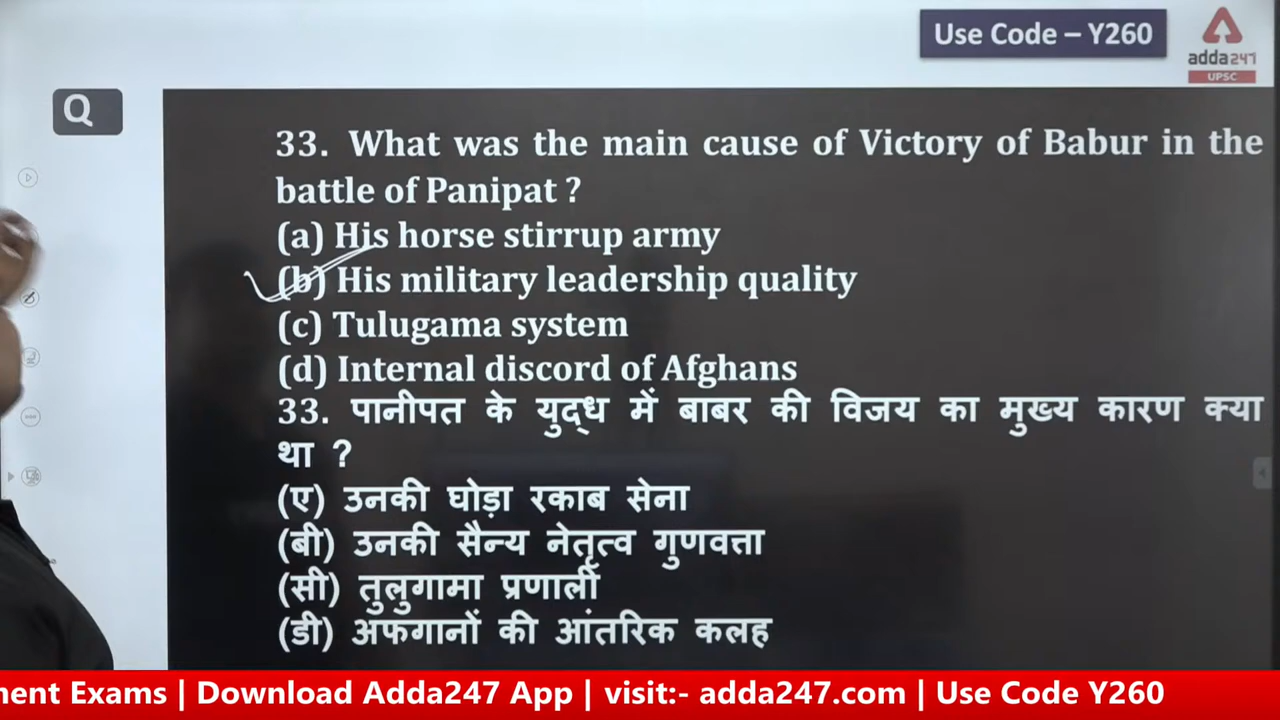 Use Code – Y260
adda247
UPSC
Q
33. What was the main cause of Victory of Babur in the
battle of Panipat ?
(a) His horse stirrup army
(b) His military leadership quality
(c) Tulugama system
(d) Internal discord of Afghans
33. पानीपत के युद्ध में बाबर की विजय का मुख्य कारण क्या
था ?
(ए) उनकी घोड़ा रकाब सेना
(बी) उनकी सैन्य नेतृत्व गुणवत्ता
(सी) तुलुगामा प्रणाली
(डी) अफगानों की आंतरिक कलह
ment Exams | Download Adda247 App | visit:- adda247.com | Use Code Y260